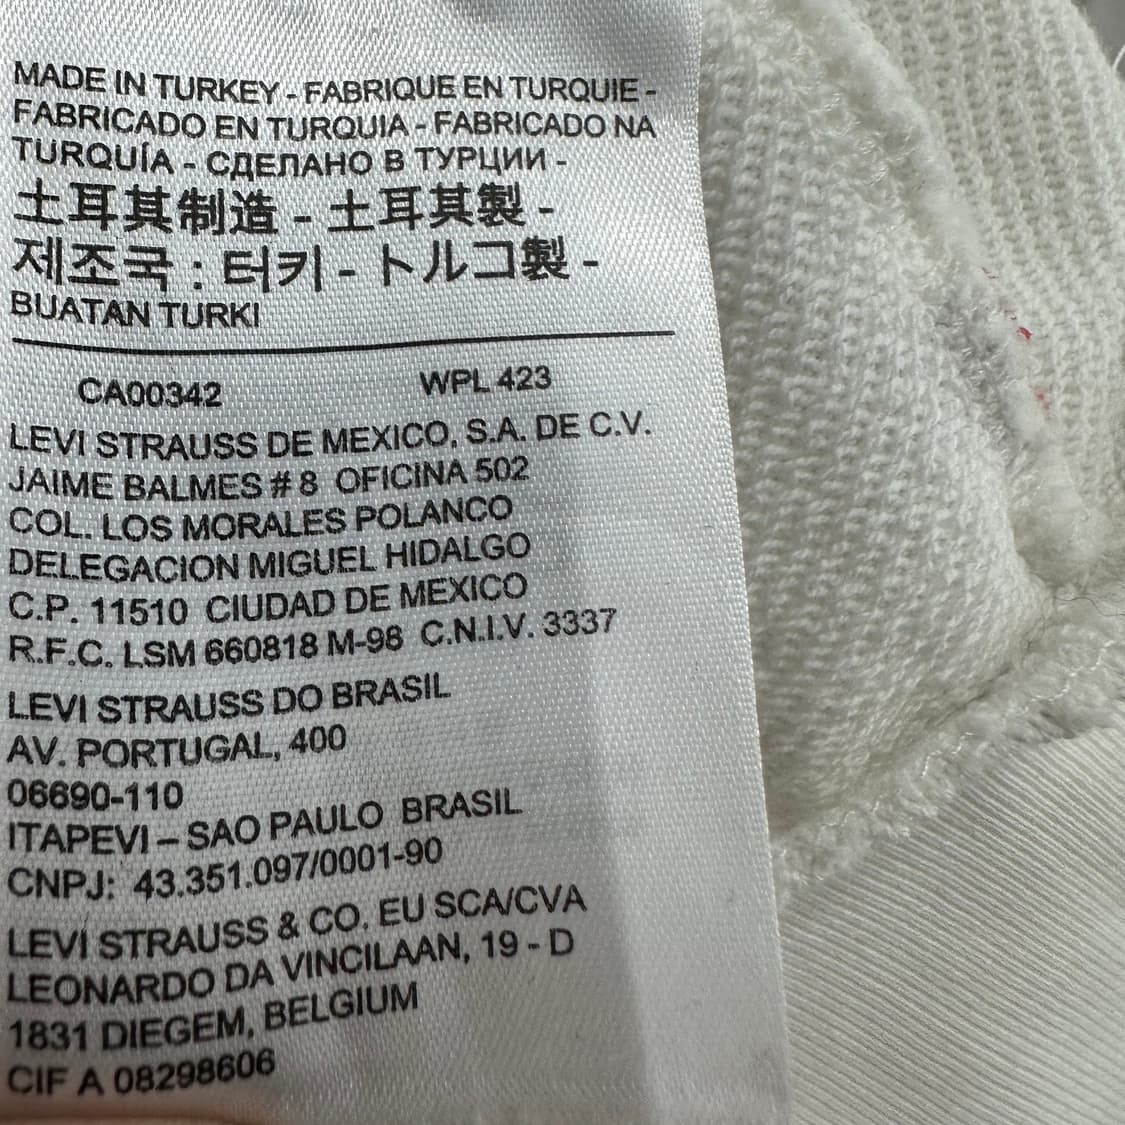 MADE IN TURKEY - FABRIQUE EN TURQUIE -
FABRICADO EN TURQUIA - FABRICADO NA
TURQUÍA - СДЕЛАНО В ТУРЦИИ -
土耳其制造 - 土耳其製 -
제조국 : 터키 - トルコ製 -
BUATAN TURKI
CA00342 WPL 423
LEVI STRAUSS DE MEXICO, S.A. DE C.V.
JAIME BALMES # 8 OFICINA 502
COL. LOS MORALES POLANCO
DELEGACION MIGUEL HIDALGO
C.P. 11510 CIUDAD DE MEXICO
R.F.C. LSM 660818 M-98 C.N.I.V. 3337
LEVI STRAUSS DO BRASIL
AV. PORTUGAL, 400
06690-110
ITAPEVI – SAO PAULO BRASIL
CNPJ: 43.351.097/0001-90
LEVI STRAUSS & CO. EU SCA/CVA
LEONARDO DA VINCILAAN, 19 - D
1831 DIEGEM, BELGIUM
CIF A 08298606